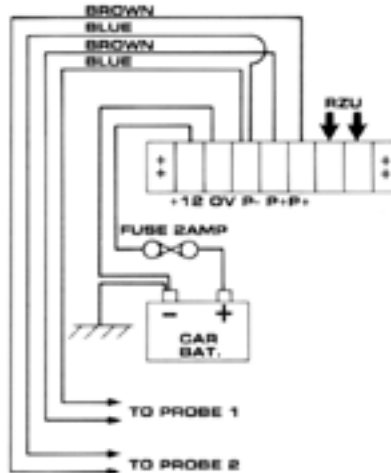 BROWN
BLUE
BROWN
BLUE
RZU
+12 0V P- P+P+
FUSE 2AMP
- +
CAR
BAT.
TO PROBE 1
TO PROBE 2